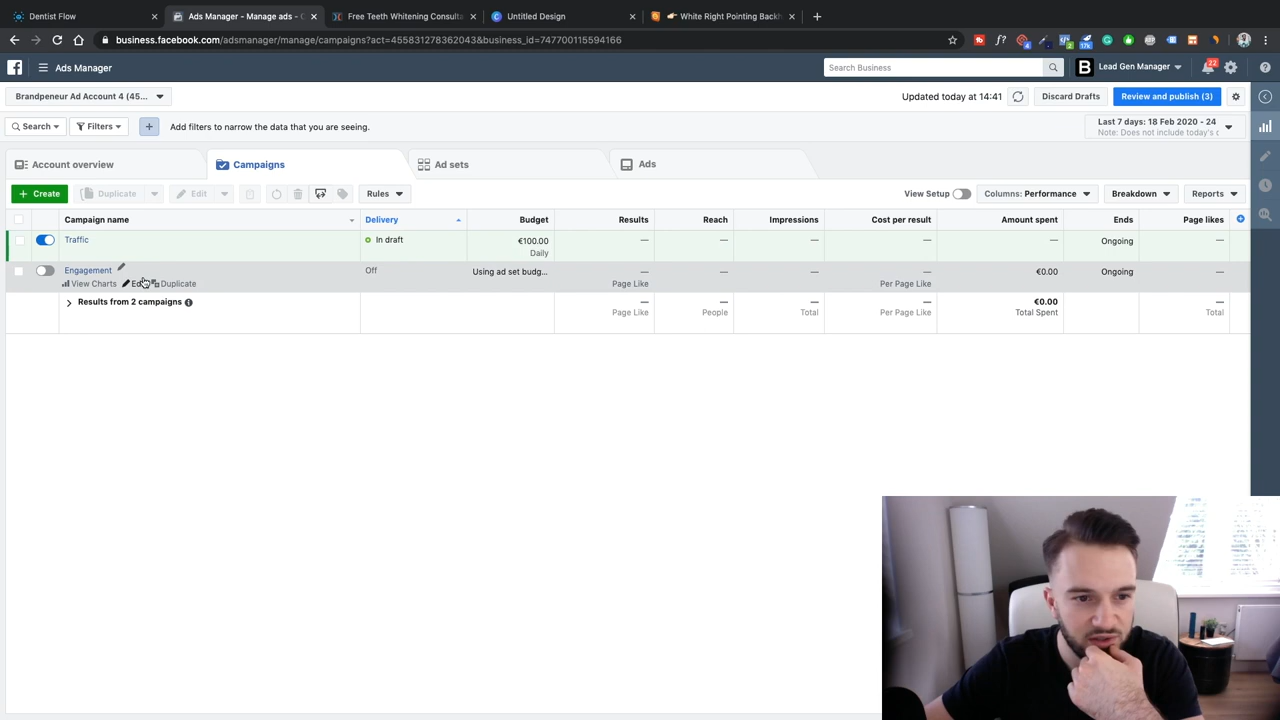 Dentist Flow
Ads Manager - Manage ads - C
Free Teeth Whitening Consulta
Untitled Design
White Right Pointing Backh
business.facebook.com/adsmanager/manage/campaigns?act=455831278362043&business_id=747700115594166
Ads Manager
Search Business
Lead Gen Manager
22
Brandpeneur Ad Account 4 (45...
Updated today at 14:41
Discard Drafts
Review and publish (3)
Search
Filters
Add filters to narrow the data that you are seeing.
Last 7 days: 18 Feb 2020 - 24
Note: Does not include today's c
Account overview
Campaigns
Ad sets
Ads
Create
Duplicate
Edit
Rules
View Setup
Columns: Performance
Breakdown
Reports
Campaign name
Delivery
Budget
Results
Reach
Impressions
Cost per result
Amount spent
Ends
Page likes
Traffic
In draft
€100.00
Daily
— — — — — Ongoing —
Engagement
Off
Using ad set budg...
— — — — €0.00 Ongoing —
View Charts
Duplicate
Page Like
Per Page Like
Results from 2 campaigns
— — — — €0.00 —
Page Like
People
Total
Per Page Like
Total Spent
Total